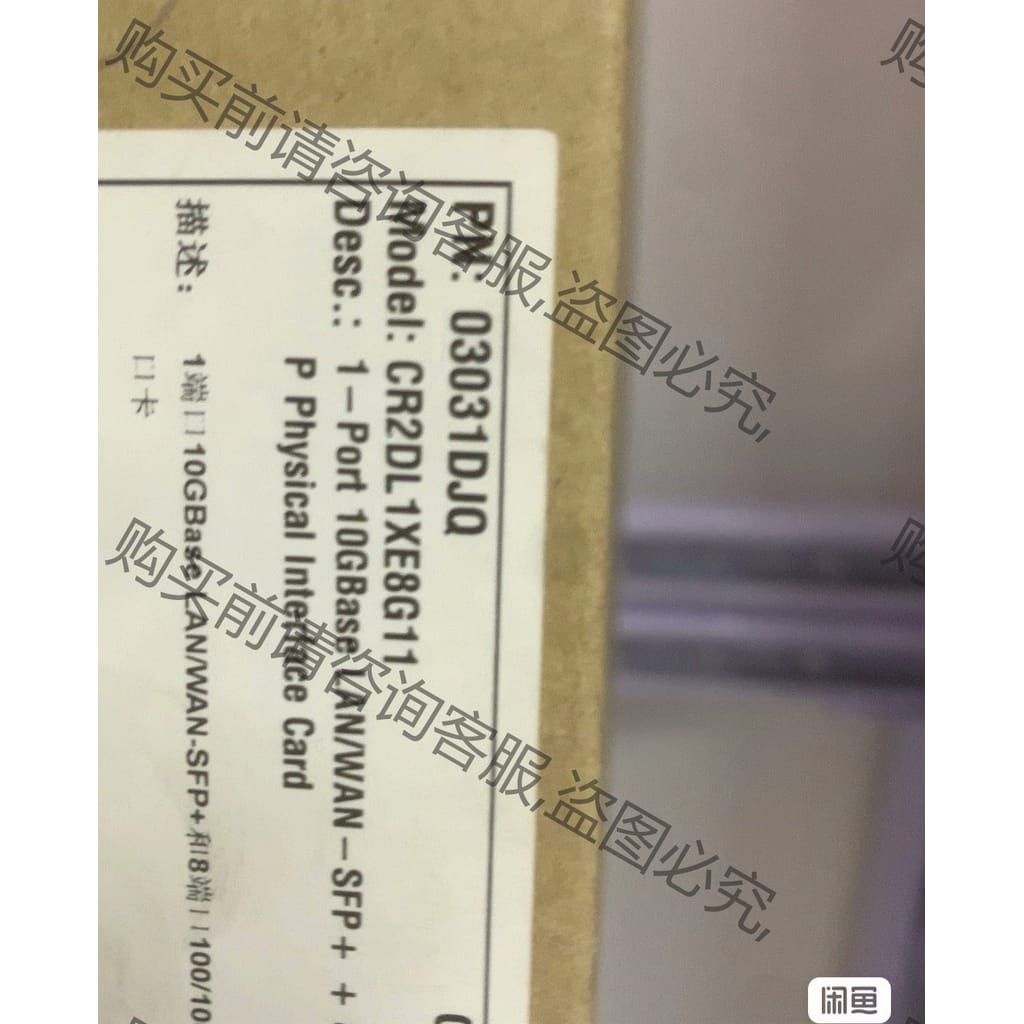 PN: 03031DJQ
Model: CR2DL1XE8G11
Desc.: 1-Port 10GBase LAN/WAN-SFP+ +
P Physical Interface Card
描述: 1端口10GBase LAN/WAN-SFP+和8端口100/10
口卡
购买前请咨询客服,盗图必究,
购买前请咨询客服,盗图必究,
闲鱼